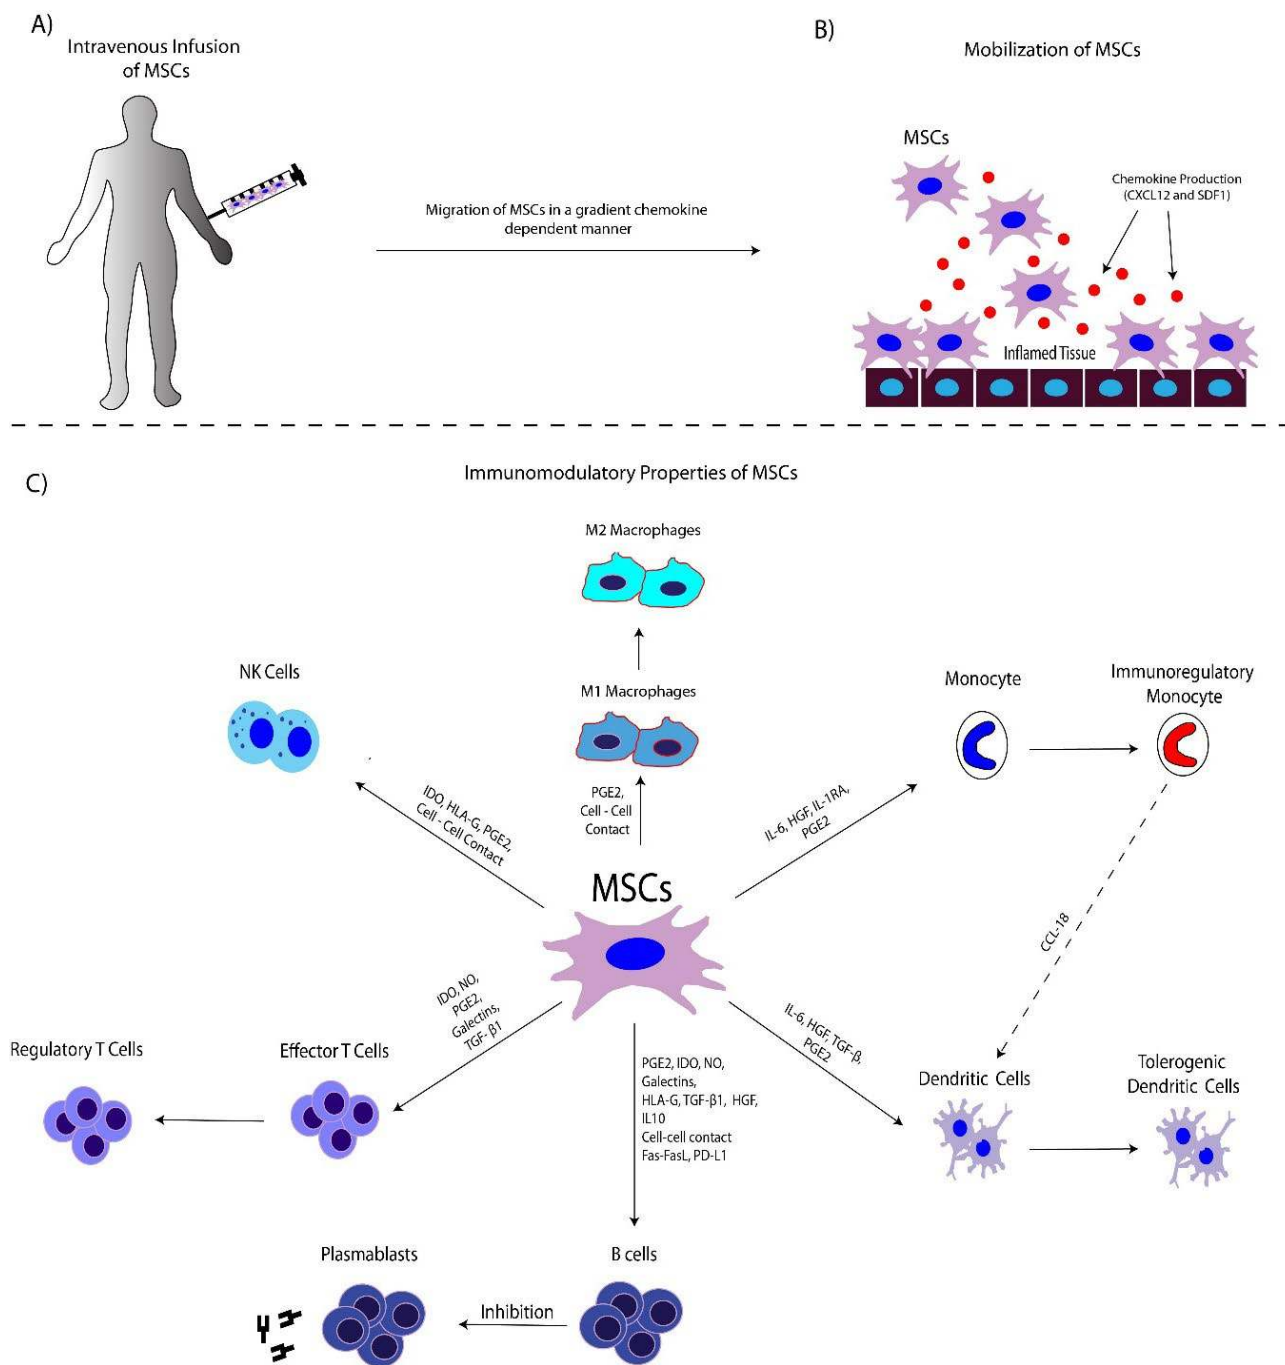 A)
Intravenous Infusion
of MSCs
Migration of MSCs in a gradient chemokine
dependent manner
B)
Mobilization of MSCs
MSCs
Chemokine Production
(CXCL12 and SDF1)
Inflamed Tissue
C)
Immunomodulatory Properties of MSCs
M2 Macrophages
NK Cells
M1 Macrophages
Monocyte
Immunoregulatory
Monocyte
IDO, HLA-G, PGE2,
Cell - Cell Contact
PGE2,
Cell - Cell
Contact
IL-6, HGF, IL-1RA,
PGE2
MSCs
CCL-18
IDO, NO,
PGE2,
Galectins,
TGF- β1
IL-6, HGF, TGF-β,
PGE2
Regulatory T Cells
Effector T Cells
PGE2, IDO, NO,
Galectins,
HLA-G, TGF-β1, HGF,
IL10
Cell-cell contact
Fas-FasL, PD-L1
Dendritic Cells
Tolerogenic
Dendritic Cells
Plasmablasts
B cells
Inhibition